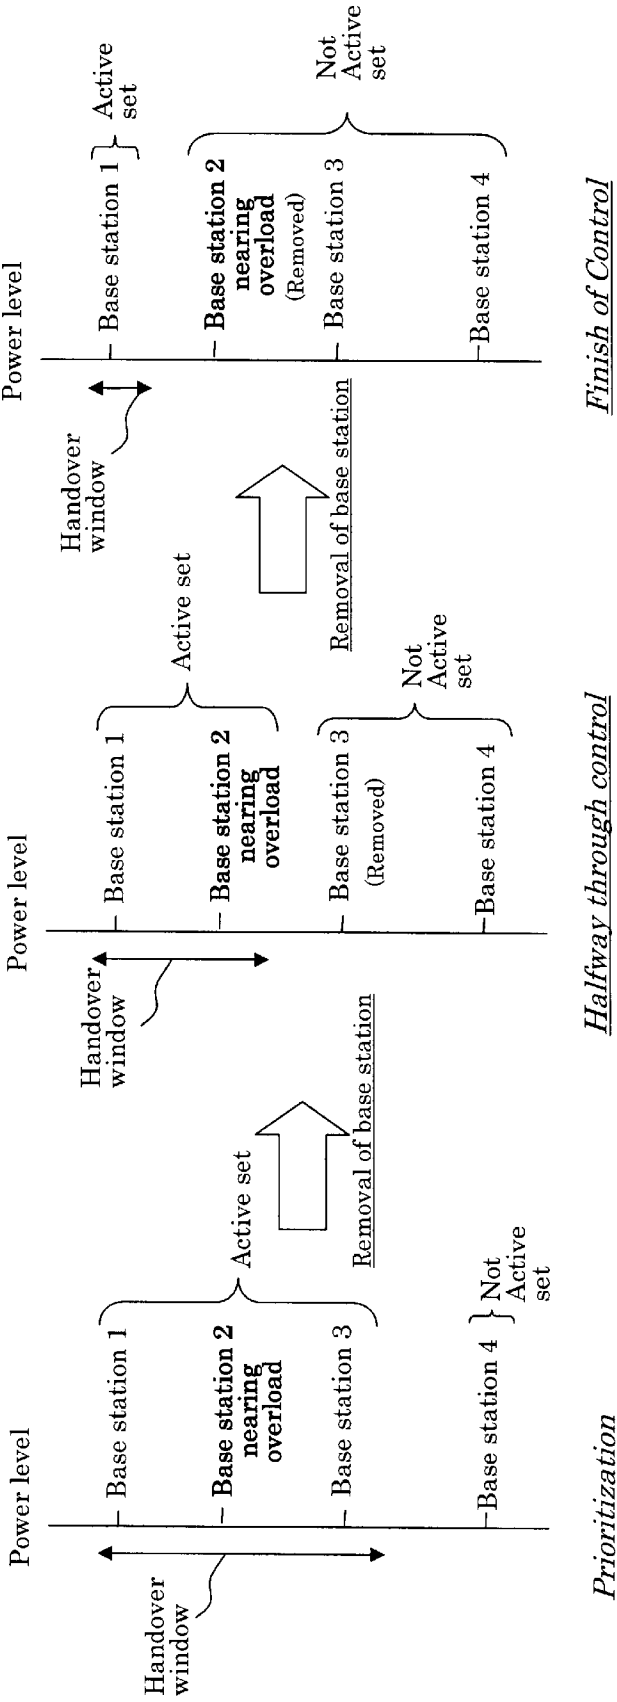 Power level
Handover
window
Base station 1
Base station 2
nearing
overload
Base station 3
Active set
Base station 4
Not
Active
set
Prioritization
Removal of base station
Power level
Handover
window
Base station 1
Base station 2
nearing
overload
Active set
Base station 3
(Removed)
Base station 4
Not
Active
set
Halfway through control
Removal of base station
Power level
Handover
window
Base station 1
Active
set
Base station 2
nearing
overload
(Removed)
Base station 3
Base station 4
Not
Active
set
Finish of Control